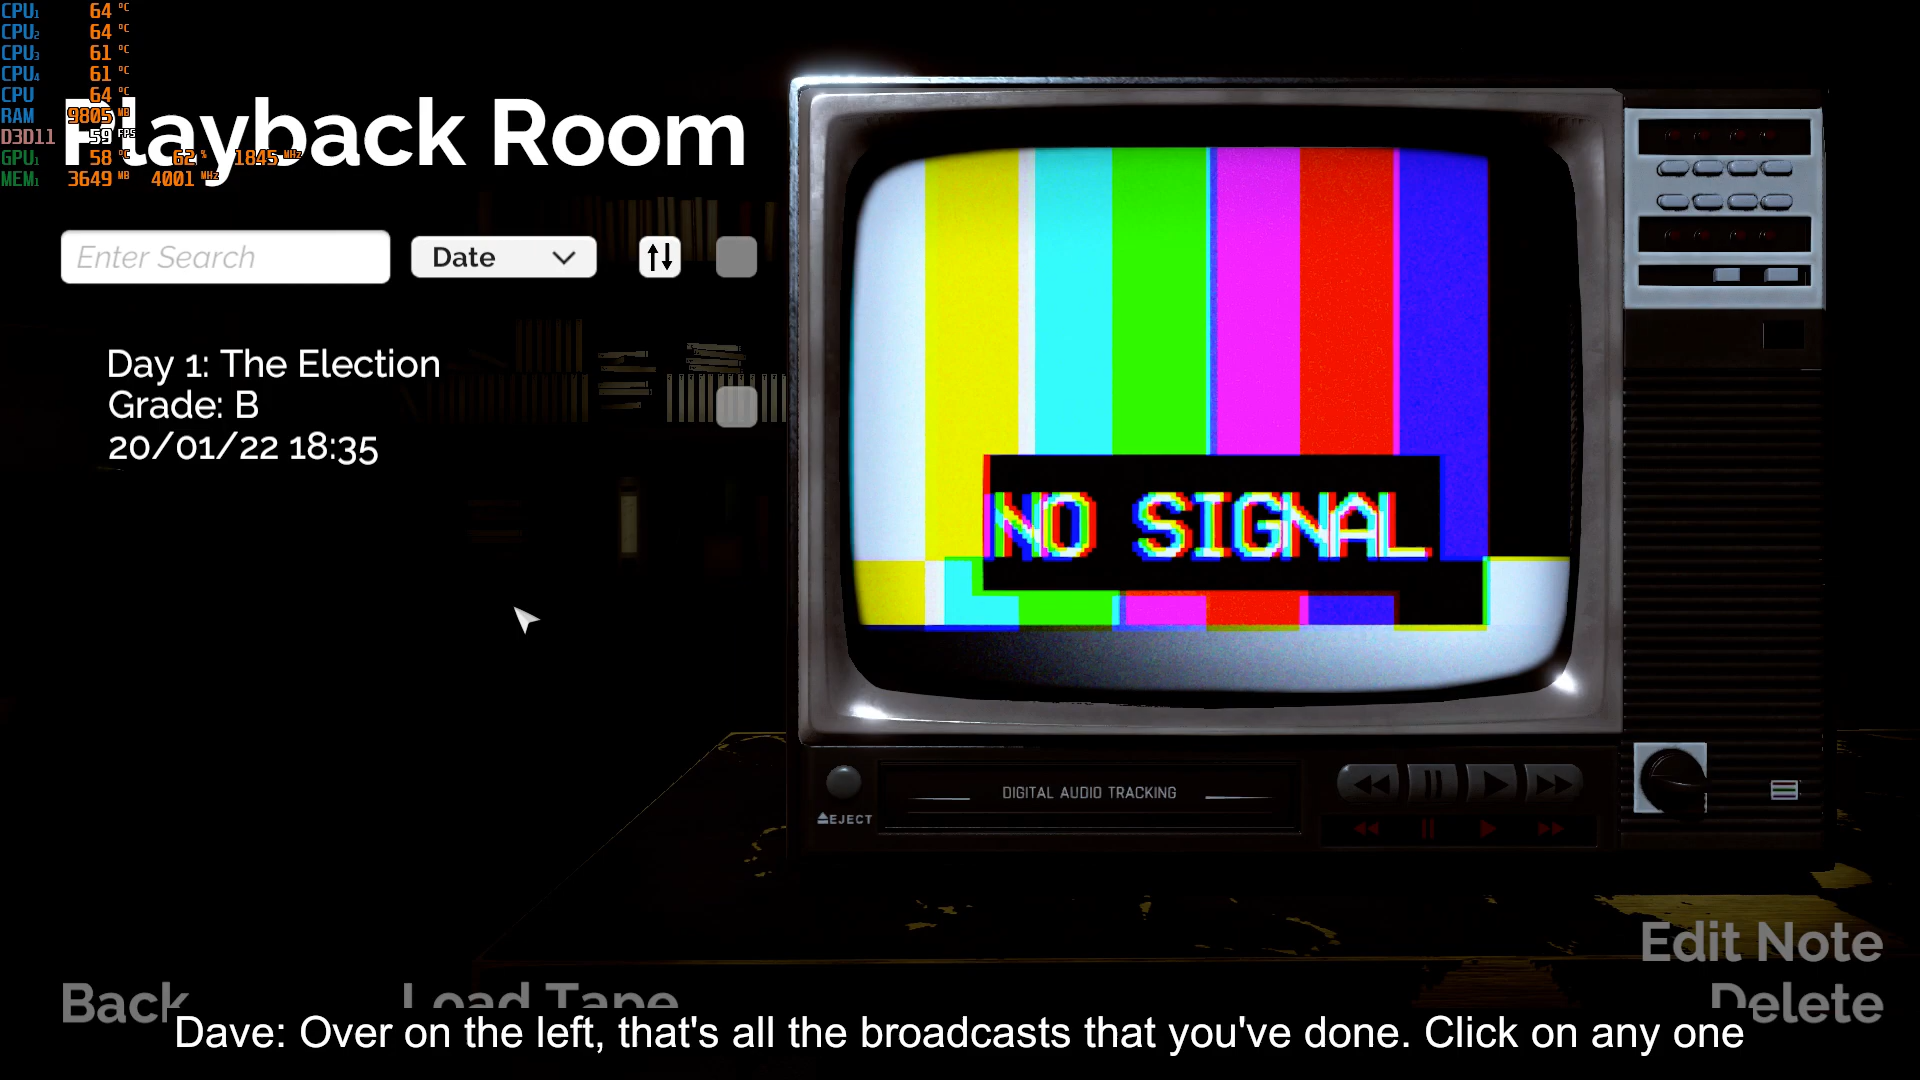 CPU1 64 °C
CPU2 64 °C
CPU3 61 °C
CPU4 61 °C
CPU 64 °C
RAM 9805 MB
D3D11 59 FPS
GPU1 58 °C 62 % 1845 MHz
MEM1 3649 MB 4001 MHz
Playback Room
Enter Search
Date
Day 1: The Election
Grade: B
20/01/22 18:35
NO SIGNAL
DIGITAL AUDIO TRACKING
EJECT
Edit Note
Delete
Back
Load Tape
Dave: Over on the left, that's all the broadcasts that you've done. Click on any one